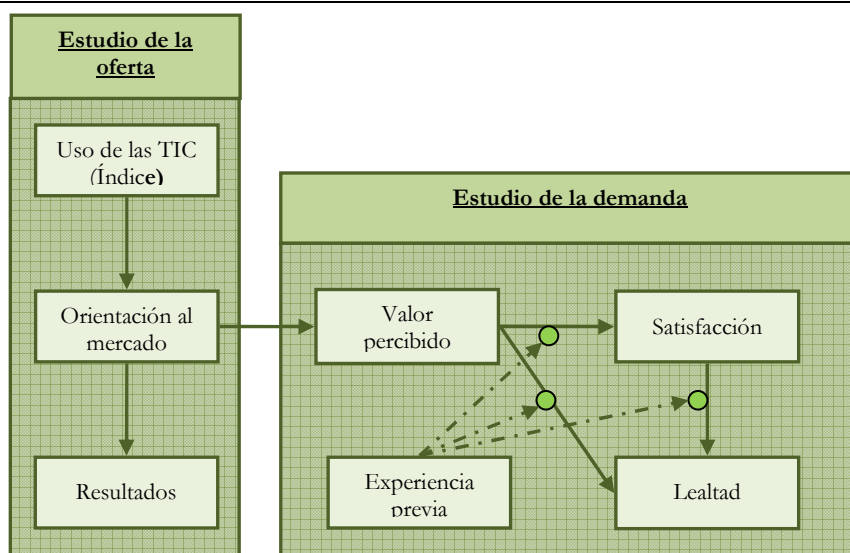 Estudio de la
oferta
Uso de las TIC
(Índice)
Orientación al
mercado
Resultados
Estudio de la demanda
Valor
percibido
Satisfacción
Experiencia
previa
Lealtad